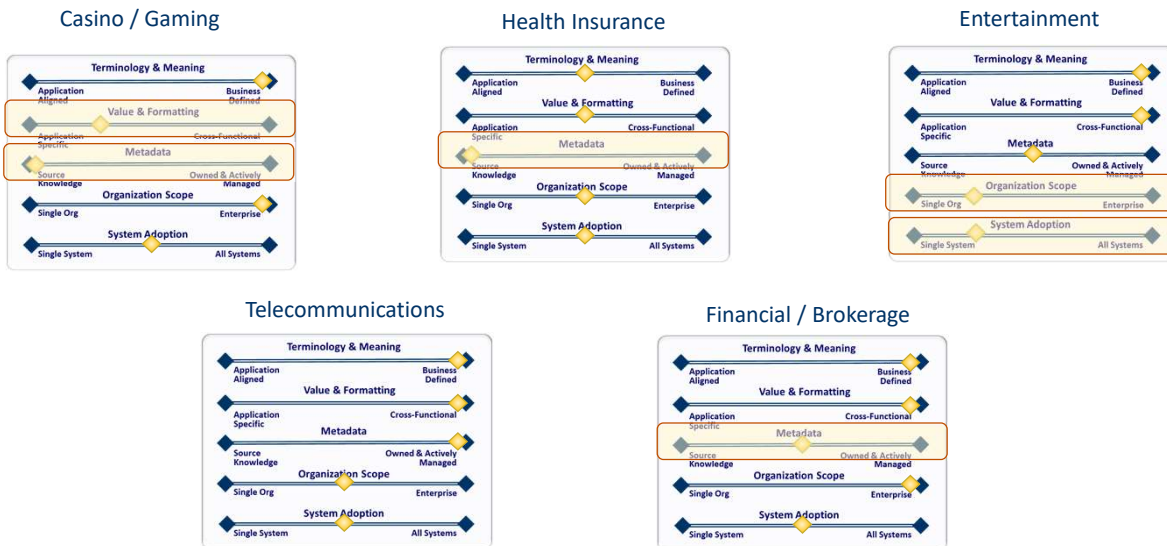 Casino / Gaming
Terminology & Meaning
Application Aligned
Business Defined
Value & Formatting
Application Specific
Cross-Functional
Metadata
Source Knowledge
Owned & Actively Managed
Organization Scope
Single Org
Enterprise
System Adoption
Single System
All Systems
Health Insurance
Terminology & Meaning
Application Aligned
Business Defined
Value & Formatting
Application Specific
Cross-Functional
Metadata
Source Knowledge
Owned & Actively Managed
Organization Scope
Single Org
Enterprise
System Adoption
Single System
All Systems
Entertainment
Terminology & Meaning
Application Aligned
Business Defined
Value & Formatting
Application Specific
Cross-Functional
Metadata
Source Knowledge
Owned & Actively Managed
Organization Scope
Single Org
Enterprise
System Adoption
Single System
All Systems
Telecommunications
Terminology & Meaning
Application Aligned
Business Defined
Value & Formatting
Application Specific
Cross-Functional
Metadata
Source Knowledge
Owned & Actively Managed
Organization Scope
Single Org
Enterprise
System Adoption
Single System
All Systems
Financial / Brokerage
Terminology & Meaning
Application Aligned
Business Defined
Value & Formatting
Application Specific
Cross-Functional
Metadata
Source Knowledge
Owned & Actively Managed
Organization Scope
Single Org
Enterprise
System Adoption
Single System
All Systems